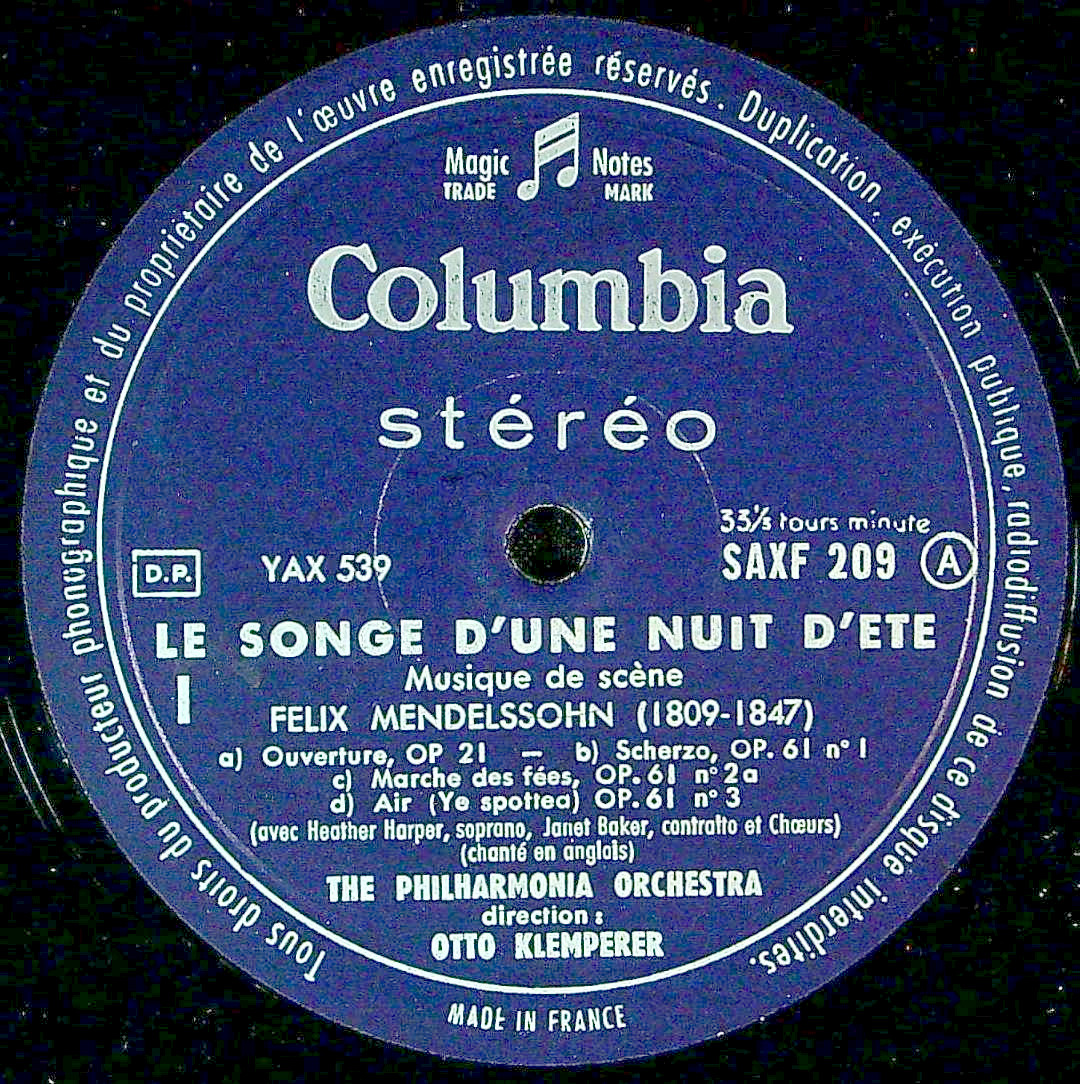 Tous droits du producteur phonographique et du propriétaire de l'œuvre enregistrée réservés. Duplication, exécution publique, radiodiffusion de ce disque interdites.
Magic Notes
TRADE MARK
Columbia
stéréo
33 1/3 tours minute
D.P. YAX 539 SAXF 209 A
LE SONGE D'UNE NUIT D'ETE
I
Musique de scène
FELIX MENDELSSOHN (1809-1847)
a) Ouverture, OP 21 — b) Scherzo, OP. 61 n° 1
c) Marche des fées, OP. 61 n° 2a
d) Air (Ye spotted) OP. 61 n° 3
(avec Heather Harper, soprano, Janet Baker, contralto et Chœurs)
(chanté en anglais)
THE PHILHARMONIA ORCHESTRA
direction :
OTTO KLEMPERER
MADE IN FRANCE